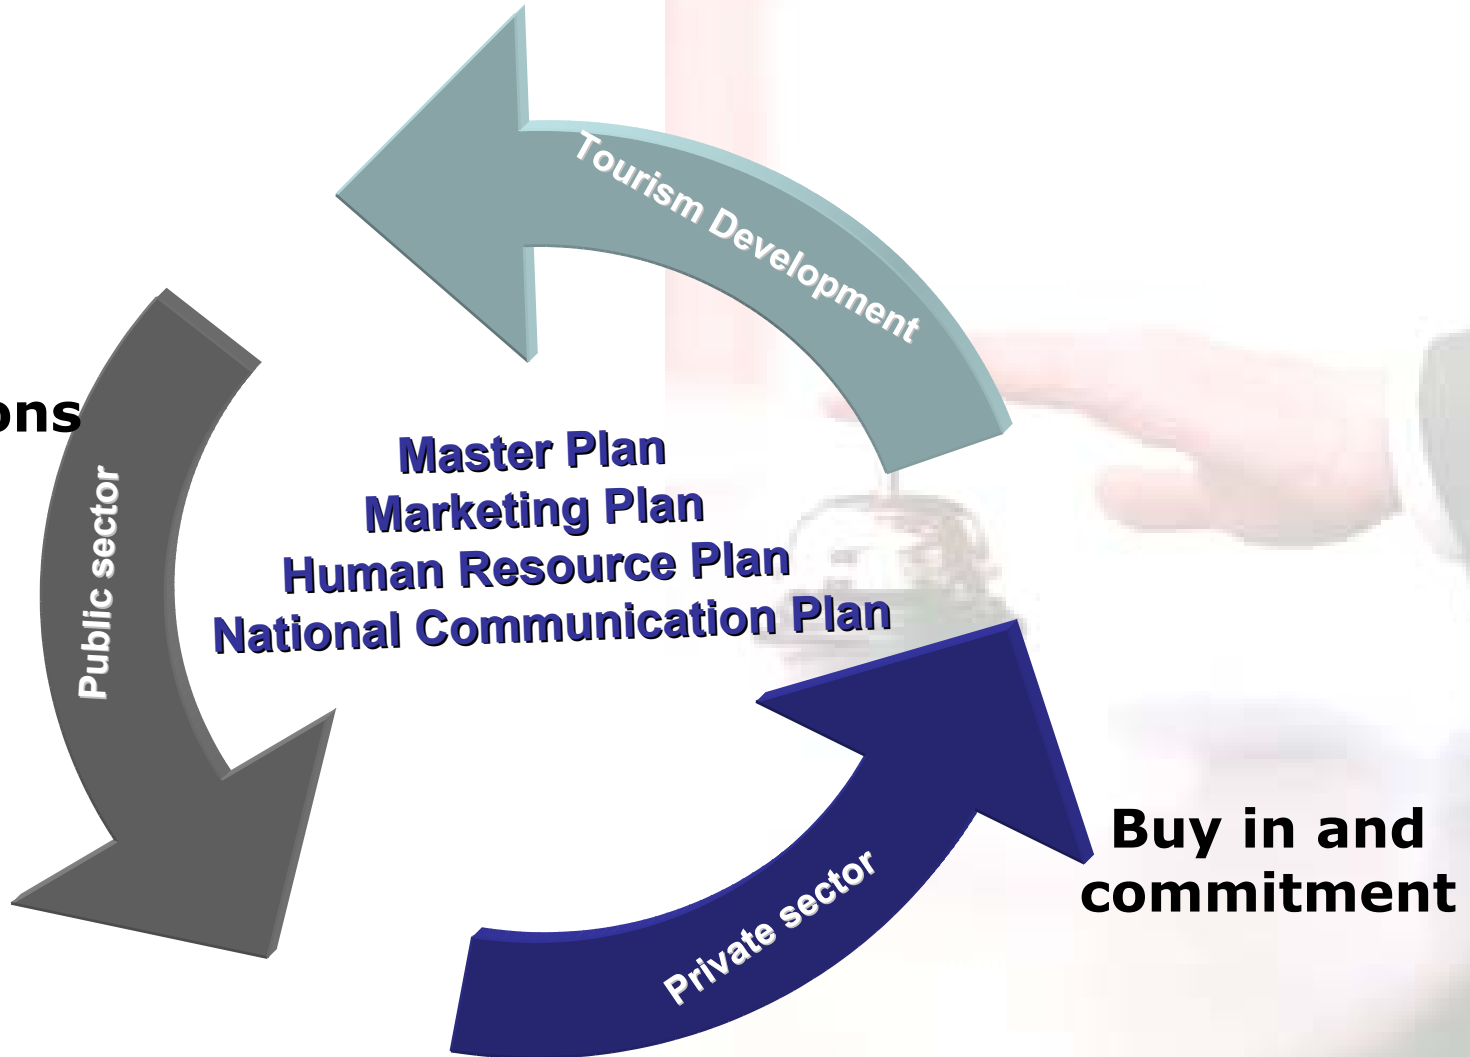 Tourism Development
ons
Public sector
Master Plan
Marketing Plan
Human Resource Plan
National Communication Plan
Private sector
Buy in and
commitment